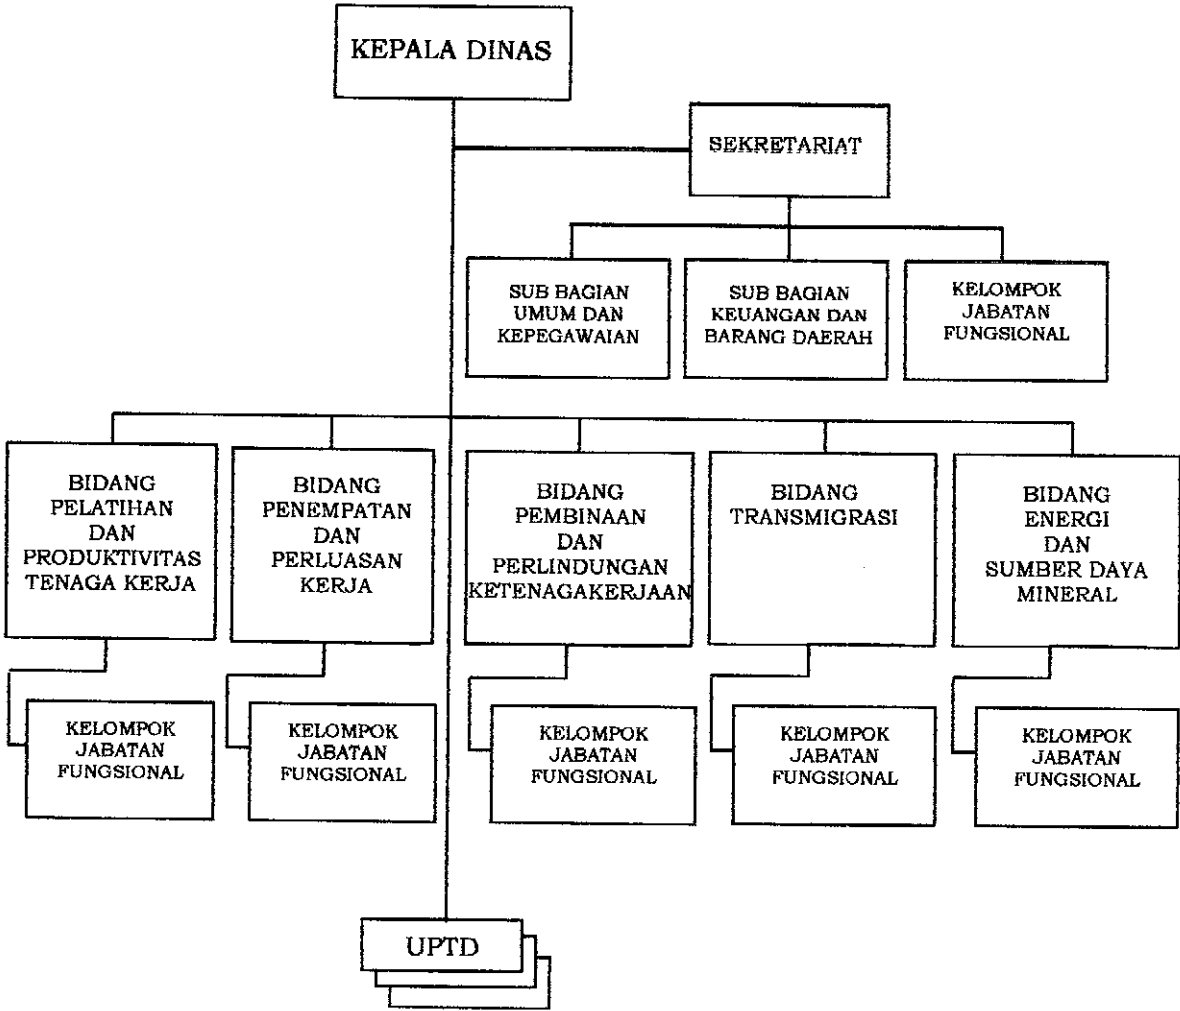 KEPALA DINAS
SEKRETARIAT
SUB BAGIAN
UMUM DAN
KEPEGAWAIAN
SUB BAGIAN
KEUANGAN DAN
BARANG DAERAH
KELOMPOK
JABATAN
FUNGSIONAL
BIDANG
PELATIHAN
DAN
PRODUKTIVITAS
TENAGA KERJA
BIDANG
PENEMPATAN
DAN
PERLUASAN
KERJA
BIDANG
PEMBINAAN
DAN
PERLINDUNGAN
KETENAGAKERJAAN
BIDANG
TRANSMIGRASI
BIDANG
ENERGI
DAN
SUMBER DAYA
MINERAL
KELOMPOK
JABATAN
FUNGSIONAL
KELOMPOK
JABATAN
FUNGSIONAL
KELOMPOK
JABATAN
FUNGSIONAL
KELOMPOK
JABATAN
FUNGSIONAL
KELOMPOK
JABATAN
FUNGSIONAL
UPTD